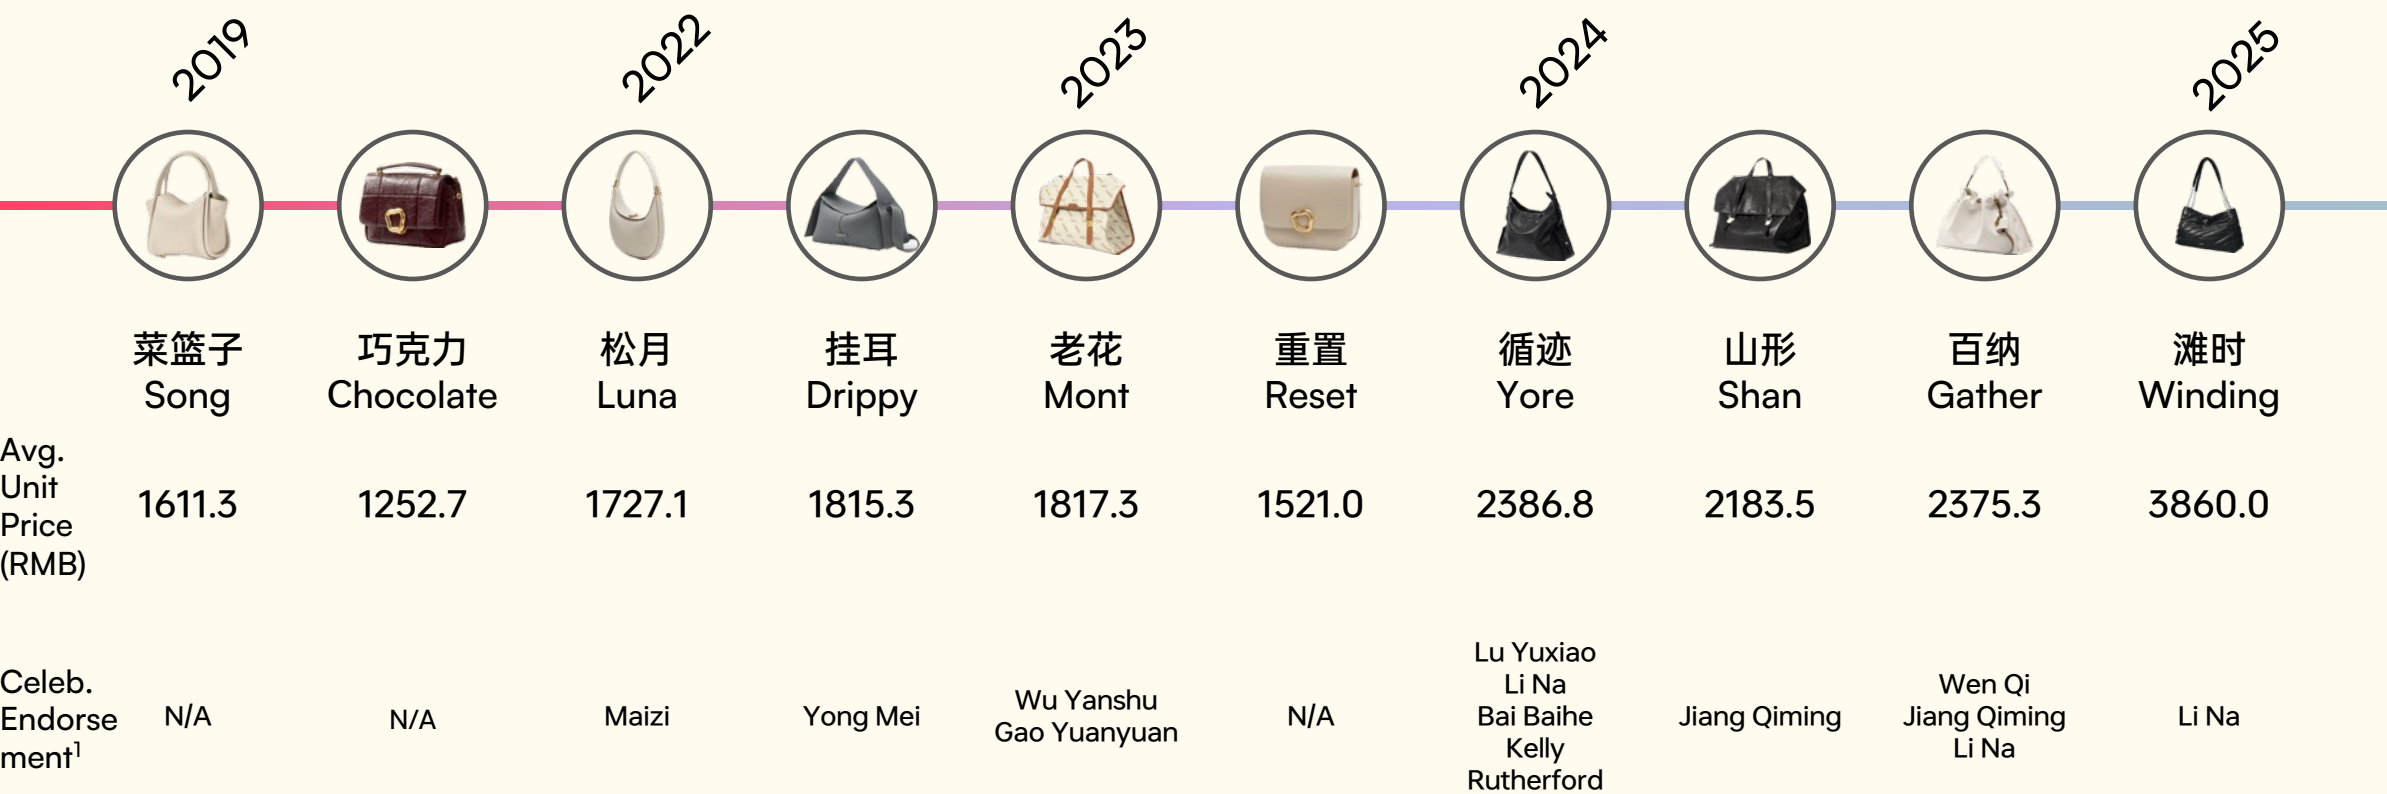 2019
2022
2023
2024
2025
菜篮子
Song
巧克力
Chocolate
松月
Luna
挂耳
Drippy
老花
Mont
重置
Reset
循迹
Yore
山形
Shan
百纳
Gather
滩时
Winding
Avg.
Unit
Price
(RMB)
1611.3
1252.7
1727.1
1815.3
1817.3
1521.0
2386.8
2183.5
2375.3
3860.0
Celeb.
Endorse
ment¹
N/A
N/A
Maizi
Yong Mei
Wu Yanshu
Gao Yuanyuan
N/A
Lu Yuxiao
Li Na
Bai Baihe
Kelly
Rutherford
Jiang Qiming
Wen Qi
Jiang Qiming
Li Na
Li Na